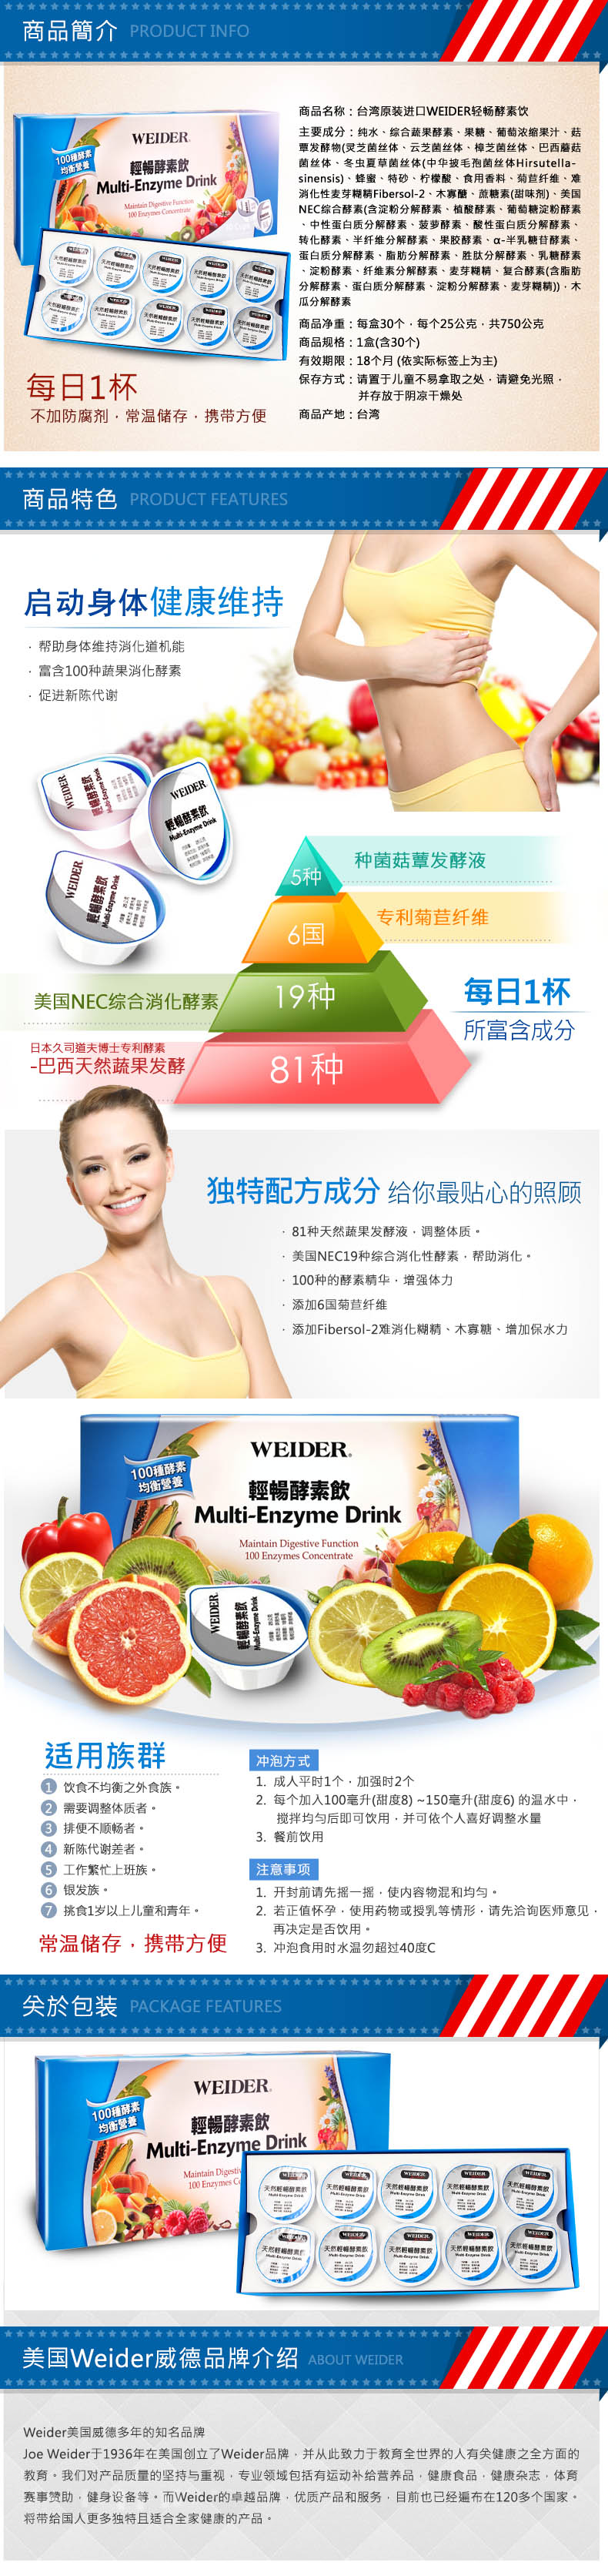 商品簡介 PRODUCT INFO
WEIDER
100種酵素
均衡營養
輕暢酵素飲
Multi-Enzyme Drink
Maintain Digestive Function
100 Enzymes Concentrate
每日1杯
不加防腐剂．常温储存．携带方便
商品名称：台湾原装进口WEIDER轻畅酵素饮
主要成分：纯水、综合蔬果酵素、果糖、葡萄浓缩果汁、菇
蕈发酵物(灵芝菌丝体、云芝菌丝体、樟芝菌丝体、巴西蘑菇
菌丝体、冬虫夏草菌丝体(中华披毛孢菌丝体Hirsutella-
sinensis)、蜂蜜、特砂、柠檬酸、食用香料、菊苣纤维、难
消化性麦芽糊精Fibersol-2、木寡醣、蔗糖素(甜味剂)、美国
NEC综合酵素(含淀粉分解酵素、植酸酵素、葡萄糖淀粉酵素
、中性蛋白质分解酵素、菠萝酵素、酸性蛋白质分解酵素、
转化酵素、半纤维分解酵素、果胶酵素、α-半乳糖苷酵素、
蛋白质分解酵素、脂肪分解酵素、胜肽分解酵素、乳糖酵素
、淀粉酵素、纤维素分解酵素、麦芽糊精、复合酵素(含脂肪
分解酵素、蛋白质分解酵素、淀粉分解酵素、麦芽糊精))．木
瓜分解酵素
商品净重：每盒30个．每个25公克．共750公克
商品规格：1盒(含30个)
有效期限：18个月 (依实际标签上为主)
保存方式：请置于儿童不易拿取之处．请避免光照．
并存放于阴凉干燥处
商品产地：台湾
商品特色 PRODUCT FEATURES
启动身体健康维持
· 帮助身体维持消化道机能
· 富含100种蔬果消化酵素
· 促进新陈代谢
WEIDER
輕暢酵素飲
Multi-Enzyme Drink
WEIDER
輕暢酵素飲
Multi-Enzyme Drink
WEIDER
輕暢酵素飲
Multi-Enzyme Drink
5种
种菌菇蕈发酵液
6国
专利菊苣纤维
19种
美国NEC综合消化酵素
81种
日本久司道夫博士专利酵素
-巴西天然蔬果发酵
每日1杯
所富含成分
独特配方成分 给你最贴心的照顾
· 81种天然蔬果发酵液．调整体质。
· 美国NEC19种综合消化性酵素．帮助消化。
· 100种的酵素精华．增强体力
· 添加6国菊苣纤维
· 添加Fibersol-2难消化糊精、木寡糖、增加保水力
WEIDER
100種酵素
均衡營養
輕暢酵素飲
Multi-Enzyme Drink
Maintain Digestive Function
100 Enzymes Concentrate
WEIDER
輕暢酵素飲
Multi-Enzyme Drink
适用族群
1 饮食不均衡之外食族。
2 需要调整体质者。
3 排便不顺畅者。
4 新陈代谢差者。
5 工作繁忙上班族。
6 银发族。
7 挑食1岁以上儿童和青年。
常温储存．携带方便
冲泡方式
1. 成人平时1个．加强时2个
2. 每个加入100毫升(甜度8) ~150毫升(甜度6) 的温水中．
搅拌均匀后即可饮用．并可依个人喜好调整水量
3. 餐前饮用
注意事项
1. 开封前请先摇一摇．使内容物混和均匀。
2. 若正值怀孕．使用药物或授乳等情形．请先洽询医师意见．
再决定是否饮用。
3. 冲泡食用时水温勿超过40度C
关於包装 PACKAGE FEATURES
WEIDER
100種酵素
均衡營養
輕暢酵素飲
Multi-Enzyme Drink
Maintain Digesti
100 Enzymes C
美国Weider威德品牌介绍 ABOUT WEIDER
Weider美国威德多年的知名品牌
Joe Weider于1936年在美国创立了Weider品牌．并从此致力于教育全世界的人有关健康之全方面的
教育。我们对产品质量的坚持与重视．专业领域包括有运动补给营养品．健康食品．健康杂志．体育
赛事赞助．健身设备等。而Weider的卓越品牌．优质产品和服务．目前也已经遍布在120多个国家。
将带给国人更多独特且适合全家健康的产品。